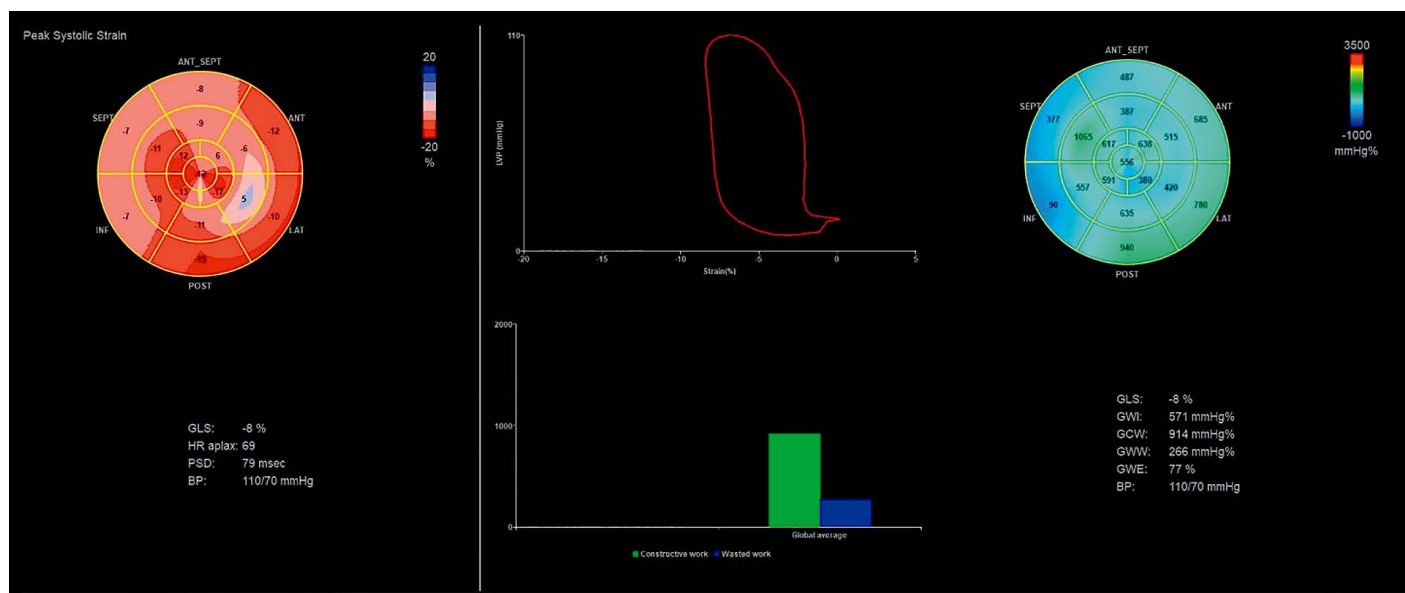 Peak Systolic Strain
ANT_SEPT
-8
SEPT
ANT
-7
-12
-9
-11
-6
-12
6
-13
-17
-10
5
-7
-10
-11
INF
LAT
POST
20
-20
%
GLS: -8 %
HR aplax: 69
PSD: 79 msec
BP: 110/70 mmHg
110
LVP (mmHg)
0
-20 -15 -10 -5 0 5
Strain(%)
2000
1000
0
Global average
Constructive work Wasted work
ANT_SEPT
487
SEPT
ANT
377
685
387
1065
515
617 638
556
591 380
557
420
90
780
635
INF
LAT
940
POST
3500
-1000
mmHg%
GLS: -8 %
GWI: 571 mmHg%
GCW: 914 mmHg%
GWW: 266 mmHg%
GWE: 77 %
BP: 110/70 mmHg